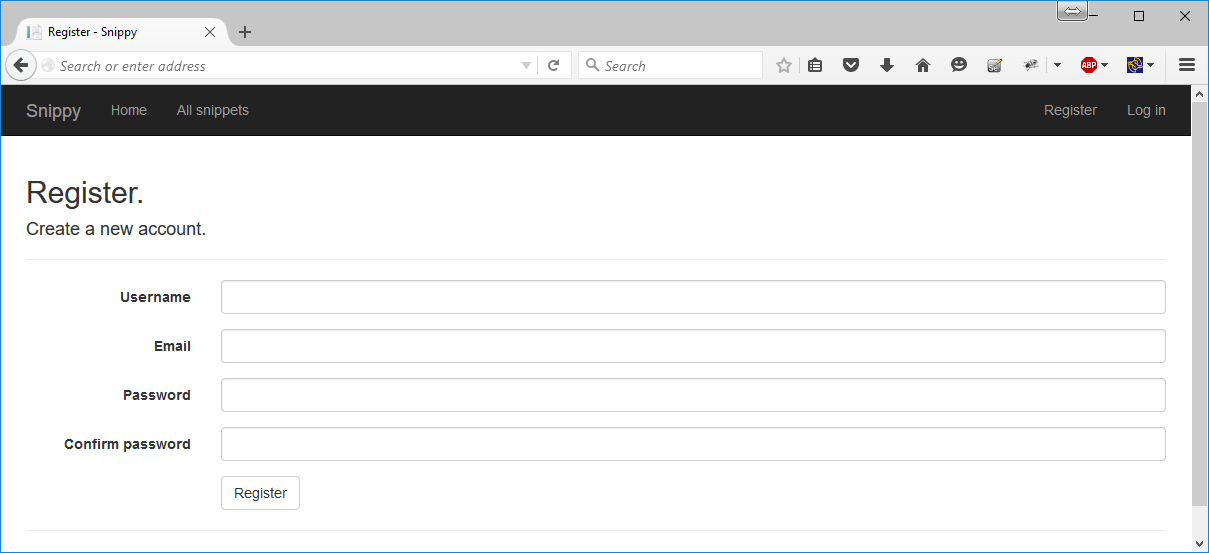 Register - Snippy
Search or enter address
Search
ABP
Snippy Home All snippets Register Log in
Register.
Create a new account.
Username
Email
Password
Confirm password
Register